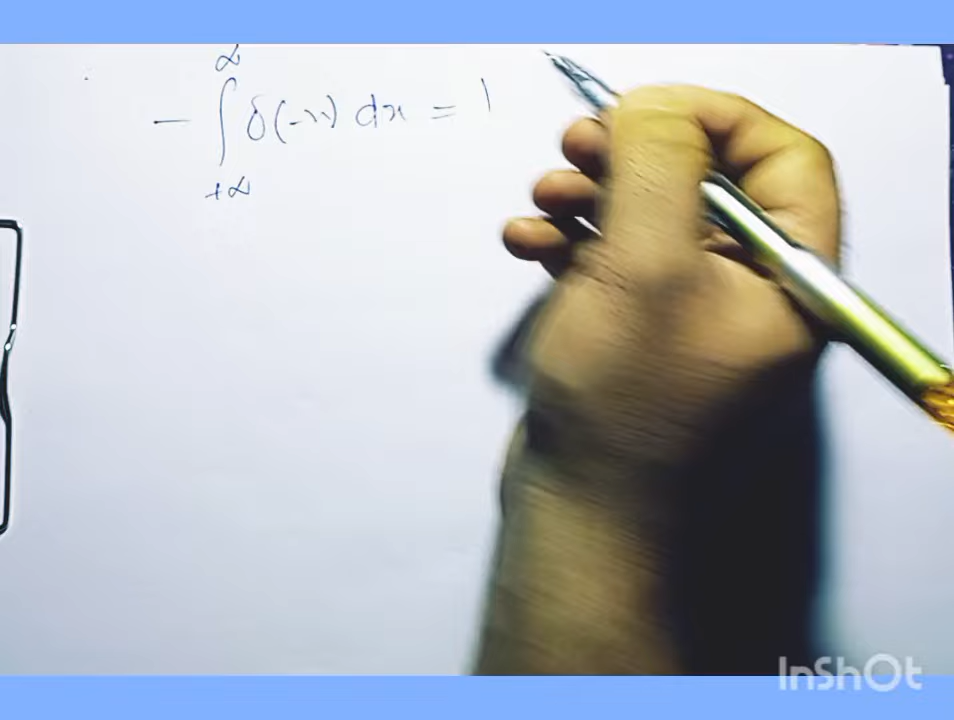 ∞
- ∫ δ(-x) dx = 1
+∞
InShOt